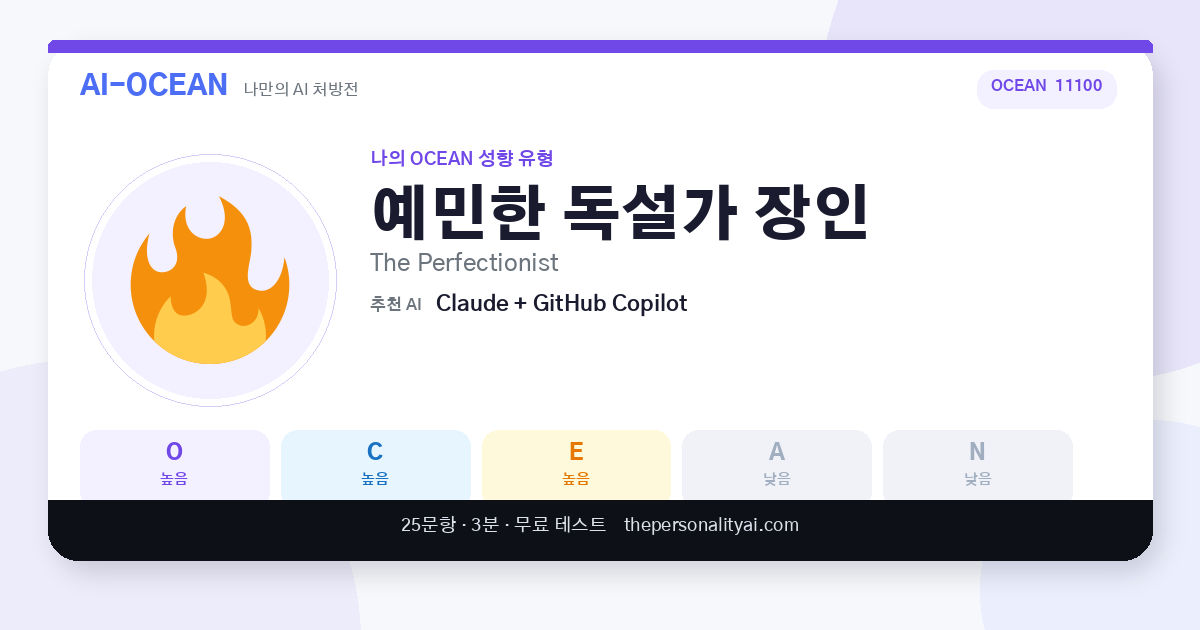 AI-OCEAN 나만의 AI 처방전
OCEAN 11100
나의 OCEAN 성향 유형
예민한 독설가 장인
The Perfectionist
추천 AI Claude + GitHub Copilot
O C E A N
높음 높음 높음 낮음 낮음
25문항 · 3분 · 무료 테스트 thepersonalityai.com